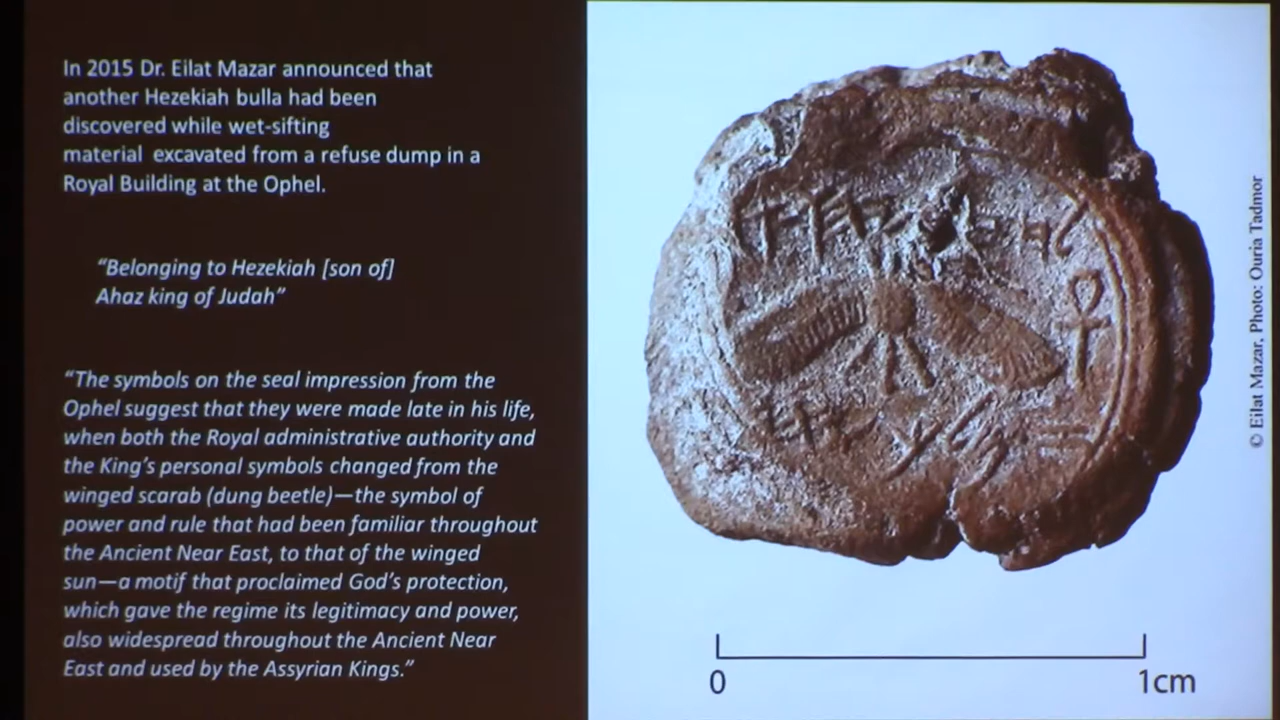 In 2015 Dr. Eilat Mazar announced that
another Hezekiah bulla had been
discovered while wet-sifting
material excavated from a refuse dump in a
Royal Building at the Ophel.
“Belonging to Hezekiah [son of]
Ahaz king of Judah”
“The symbols on the seal impression from the
Ophel suggest that they were made late in his life,
when both the Royal administrative authority and
the King’s personal symbols changed from the
winged scarab (dung beetle)—the symbol of
power and rule that had been familiar throughout
the Ancient Near East, to that of the winged
sun—a motif that proclaimed God’s protection,
which gave the regime its legitimacy and power,
also widespread throughout the Ancient Near
East and used by the Assyrian Kings.”
© Eilat Mazar, Photo: Ouria Tadmor
0 1cm